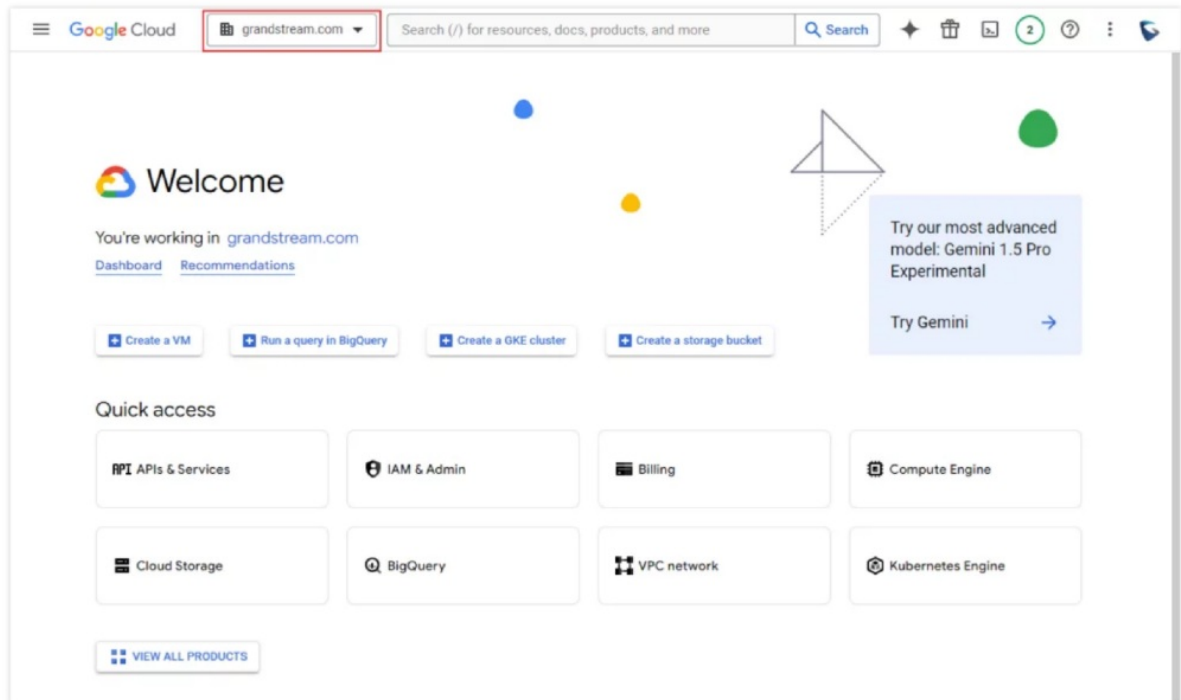 Google Cloud
grandstream.com
Search (/) for resources, docs, products, and more
Search
2
Welcome
You're working in grandstream.com
Dashboard Recommendations
Try our most advanced
model: Gemini 1.5 Pro
Experimental
Try Gemini
Create a VM
Run a query in BigQuery
Create a GKE cluster
Create a storage bucket
Quick access
API APIs & Services
IAM & Admin
Billing
Compute Engine
Cloud Storage
BigQuery
VPC network
Kubernetes Engine
VIEW ALL PRODUCTS